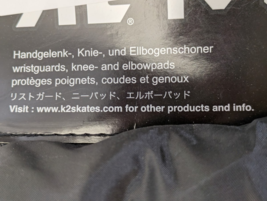 ®
Handgelenk-, Knie-, und Ellbogenschoner
wristguards, knee- and elbowpads
protèges poignets, coudes et genoux
リストガード、ニーパッド、エルボーパッド
Visit : www.k2skates.com for other products and info.